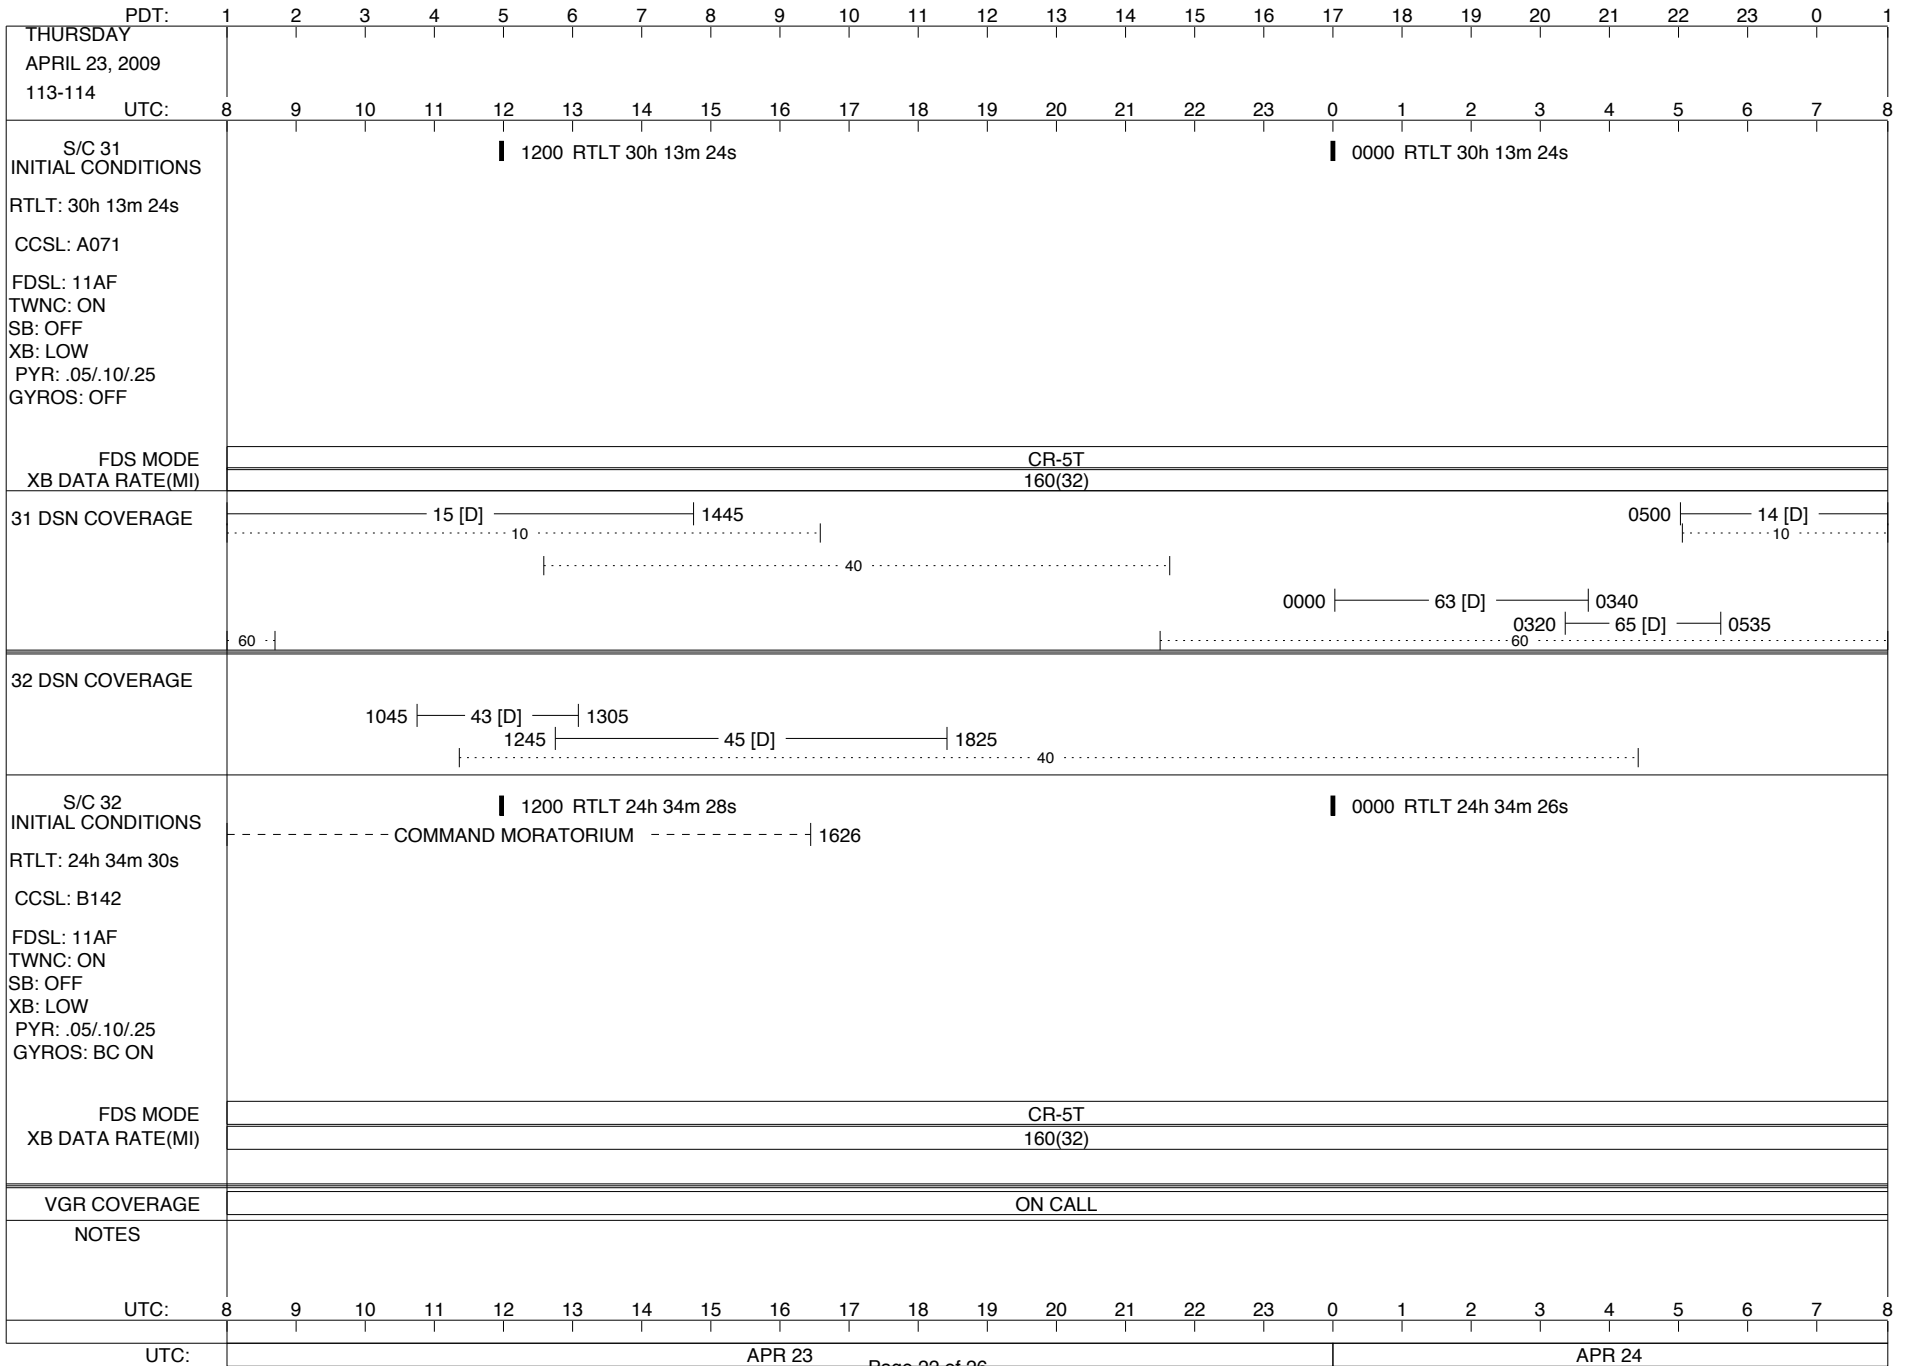 PDT: 1 2 3 4 5 6 7 8 9 10 11 12 13 14 15 16 17 18 19 20 21 22 23 0 1
THURSDAY
APRIL 23, 2009
113-114
UTC: 8 9 10 11 12 13 14 15 16 17 18 19 20 21 22 23 0 1 2 3 4 5 6 7 8
S/C 31
INITIAL CONDITIONS
1200 RTLT 30h 13m 24s
0000 RTLT 30h 13m 24s
RTLT: 30h 13m 24s
CCSL: A071
FDSL: 11AF
TWNC: ON
SB: OFF
XB: LOW
PYR: .05/.10/.25
GYROS: OFF
FDS MODE CR-5T
XB DATA RATE(MI) 160(32)
31 DSN COVERAGE
15 [D] 1445 0500 14 [D]
10 10
40
0000 63 [D] 0340
0320 65 [D] 0535
60 60
32 DSN COVERAGE
1045 43 [D] 1305
1245 45 [D] 1825
40
S/C 32
INITIAL CONDITIONS
1200 RTLT 24h 34m 28s
0000 RTLT 24h 34m 26s
COMMAND MORATORIUM 1626
RTLT: 24h 34m 30s
CCSL: B142
FDSL: 11AF
TWNC: ON
SB: OFF
XB: LOW
PYR: .05/.10/.25
GYROS: BC ON
FDS MODE CR-5T
XB DATA RATE(MI) 160(32)
VGR COVERAGE ON CALL
NOTES
UTC: 8 9 10 11 12 13 14 15 16 17 18 19 20 21 22 23 0 1 2 3 4 5 6 7 8
UTC: APR 23 APR 24
Page 22 of 26